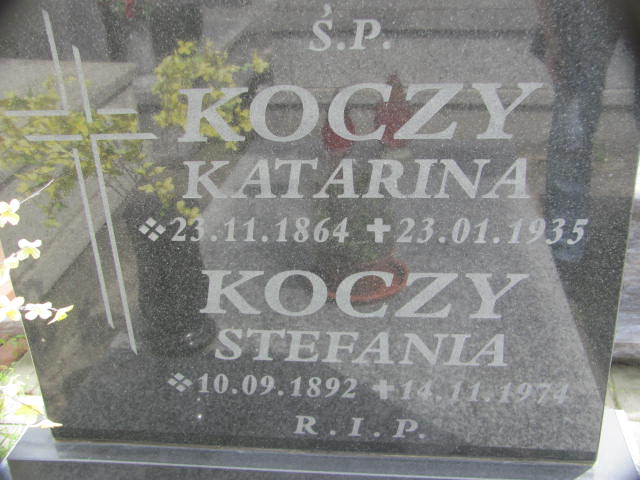 Ś.P.
KOCZY
KATARINA
❖23.11.1864 ✝23.01.1935
KOCZY
STEFANIA
❖10.09.1892 ✝14.11.1974
R.I.P.